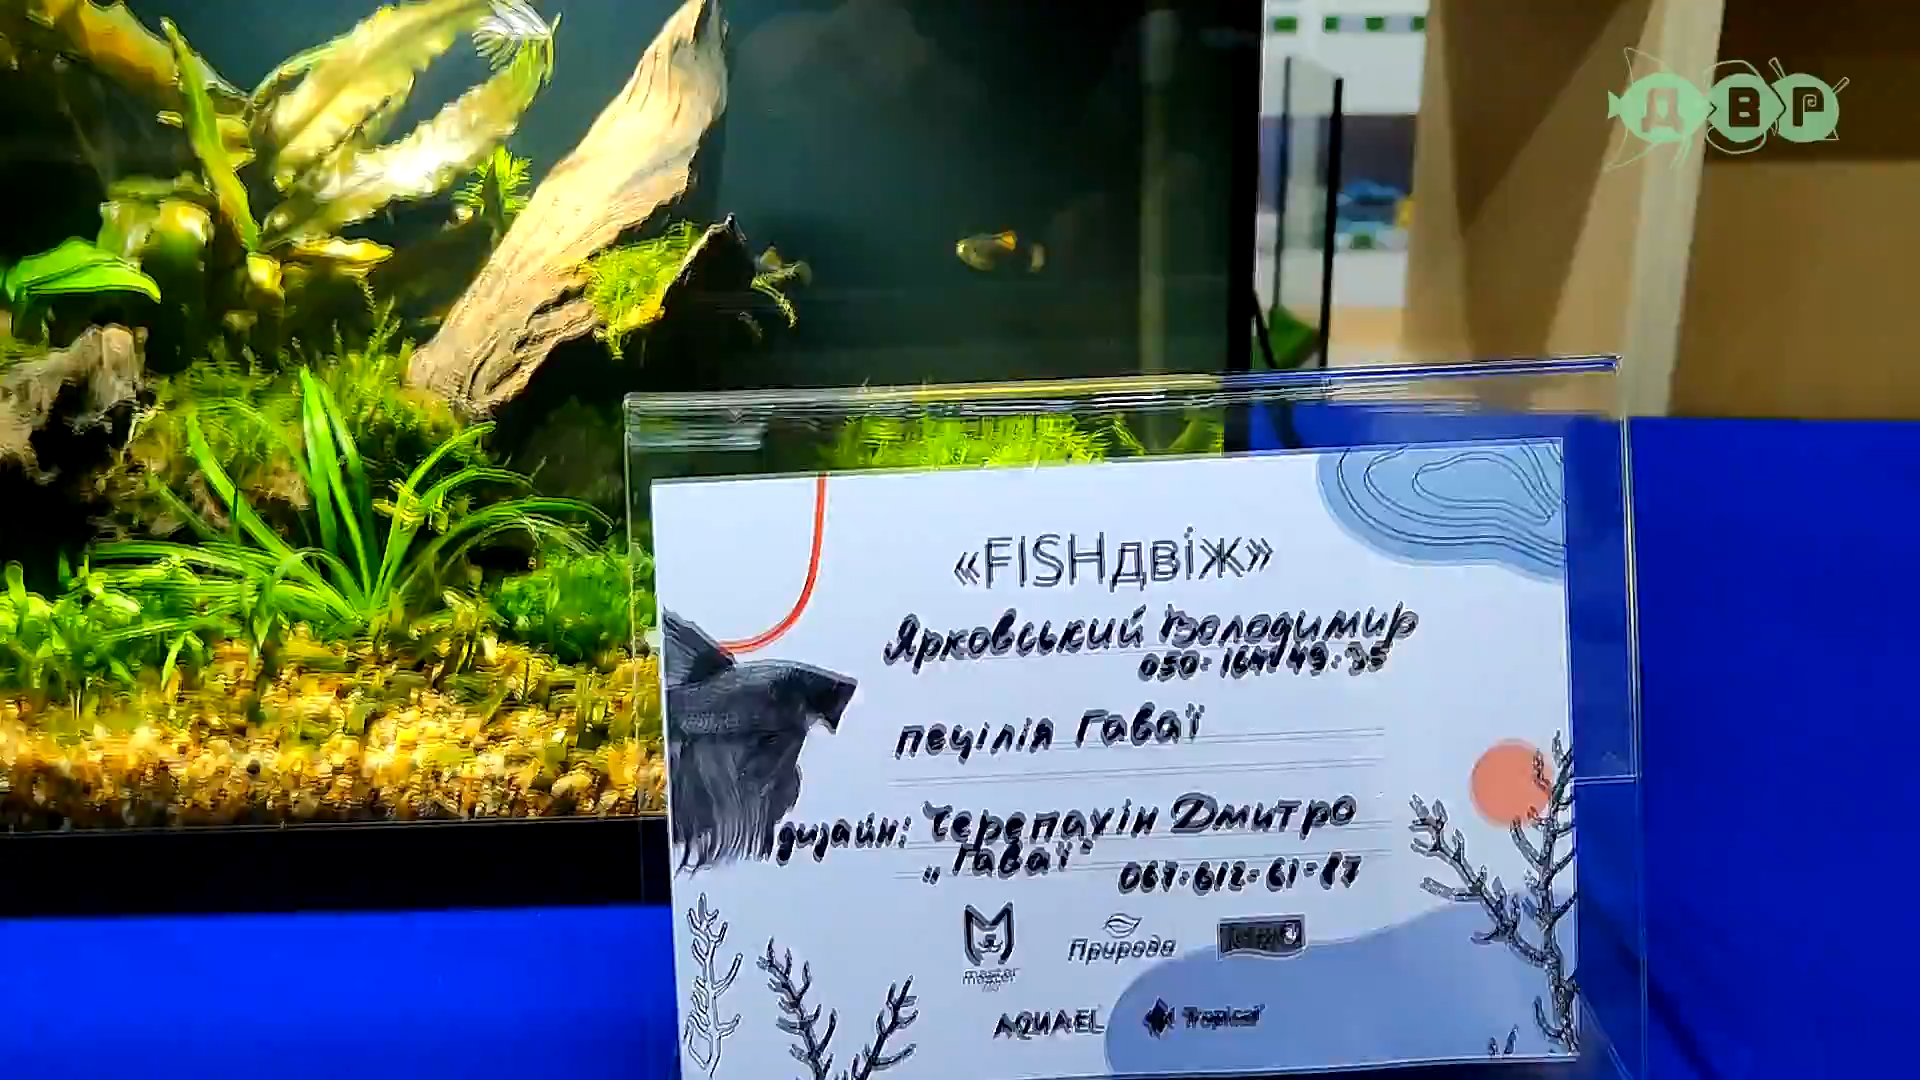 ДВР
«FISHдвіж»
Ярковський Володимир
050-164-49-35
пецілія Гаваї
дизайн: Черепахін Дмитро
"Гаваї"
067-612-61-87
master
Природа
AQUAEL
Tropical